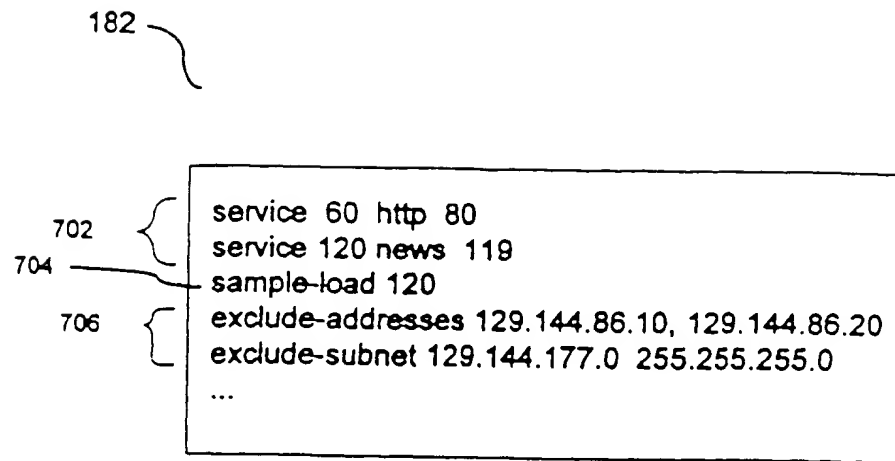 182
702
service 60 http 80
service 120 news 119
704
sample-load 120
706
exclude-addresses 129.144.86.10, 129.144.86.20
exclude-subnet 129.144.177.0 255.255.255.0
...